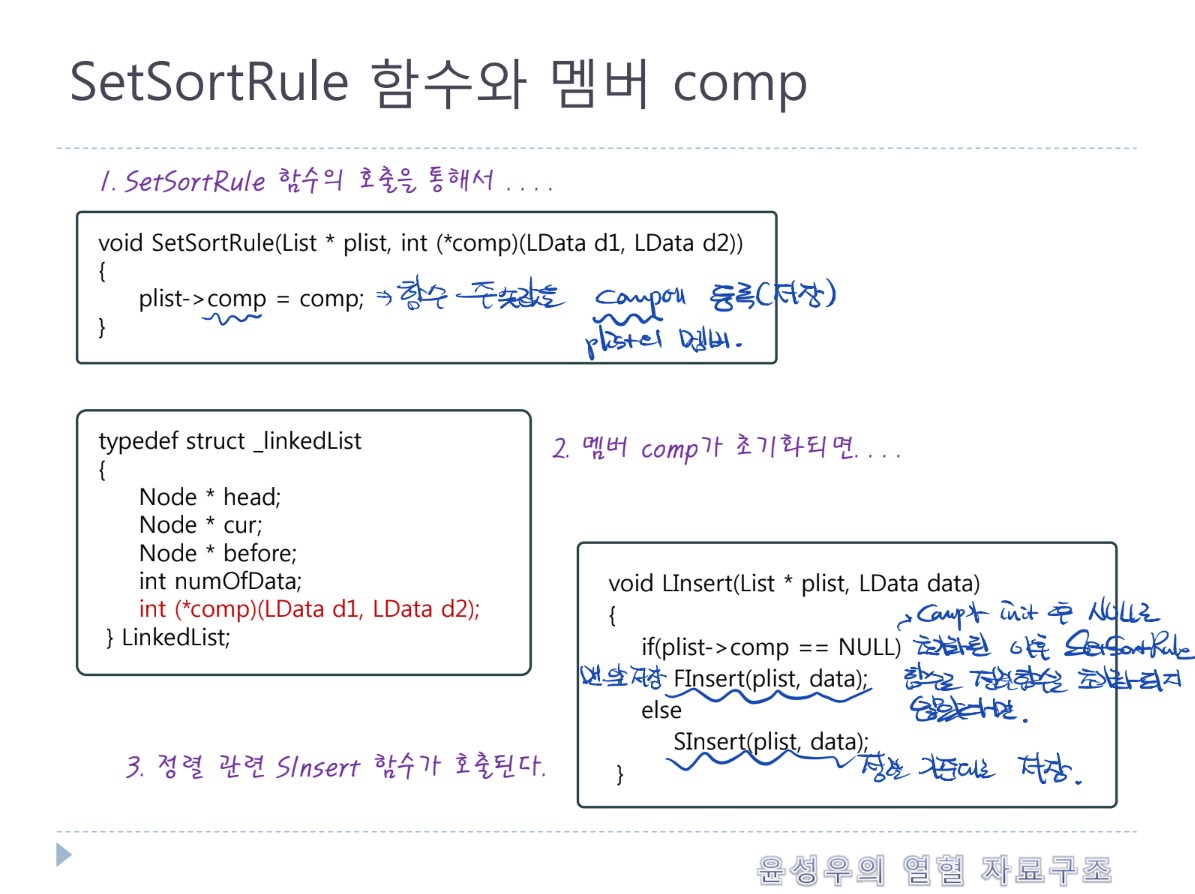 SetSortRule 함수와 멤버 comp
1. SetSortRule 함수의 호출을 통해서 . . . .
void SetSortRule(List * plist, int (*comp)(LData d1, LData d2))
{
plist->comp = comp; ⇒ 함수 주솟값을 comp에 등록(저장)
plist의 멤버.
}
typedef struct _linkedList
{
Node * head;
Node * cur;
Node * before;
int numOfData;
int (*comp)(LData d1, LData d2);
} LinkedList;
2. 멤버 comp가 초기화되면. . . .
void LInsert(List * plist, LData data)
{
comp가 init 후 NULL로
if(plist->comp == NULL) 초기화된 이후 SetSortRule
맨 앞 저장 FInsert(plist, data); 함수로 정렬함수를 초기화 되지
else 않았다면.
SInsert(plist, data);
정렬 기준대로 저장.
}
3. 정렬 관련 SInsert 함수가 호출된다.
윤성우의 열혈 자료구조